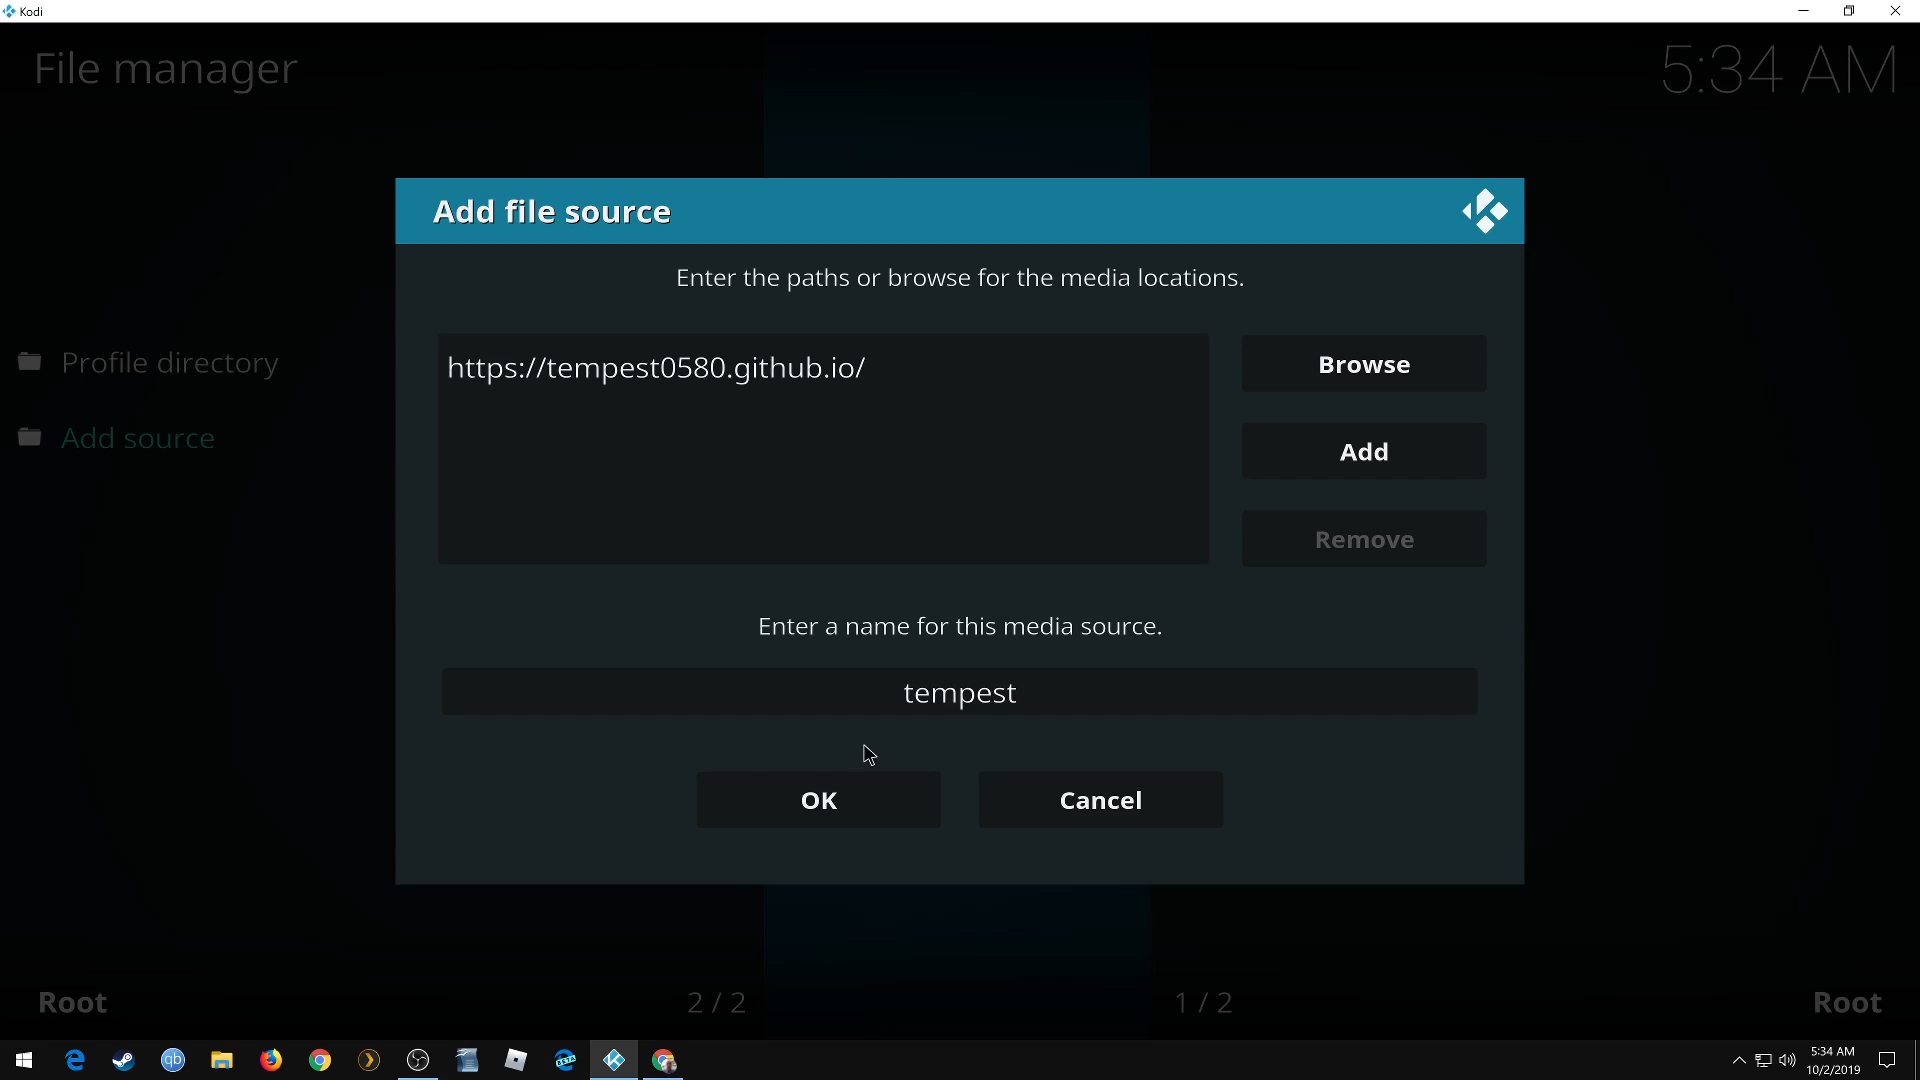 Kodi
File manager
5:34 AM
Add file source
Enter the paths or browse for the media locations.
https://tempest0580.github.io/
Browse
Profile directory
Add source
Add
Remove
Enter a name for this media source.
tempest
OK
Cancel
Root
2 / 2
1 / 2
Root
qb
BETA
5:34 AM
10/2/2019